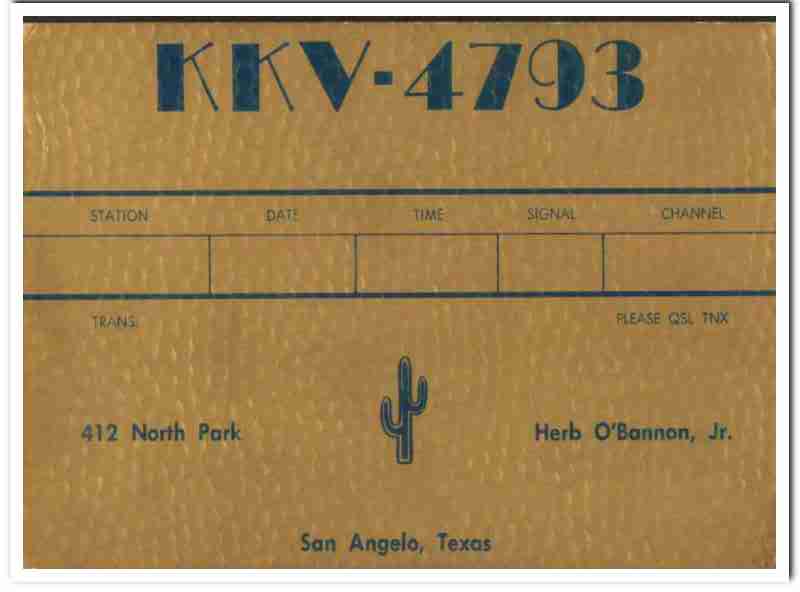 KKV-4793
STATION DATE TIME SIGNAL CHANNEL
TRANS: PLEASE QSL TNX
412 North Park Herb O'Bannon, Jr.
San Angelo, Texas